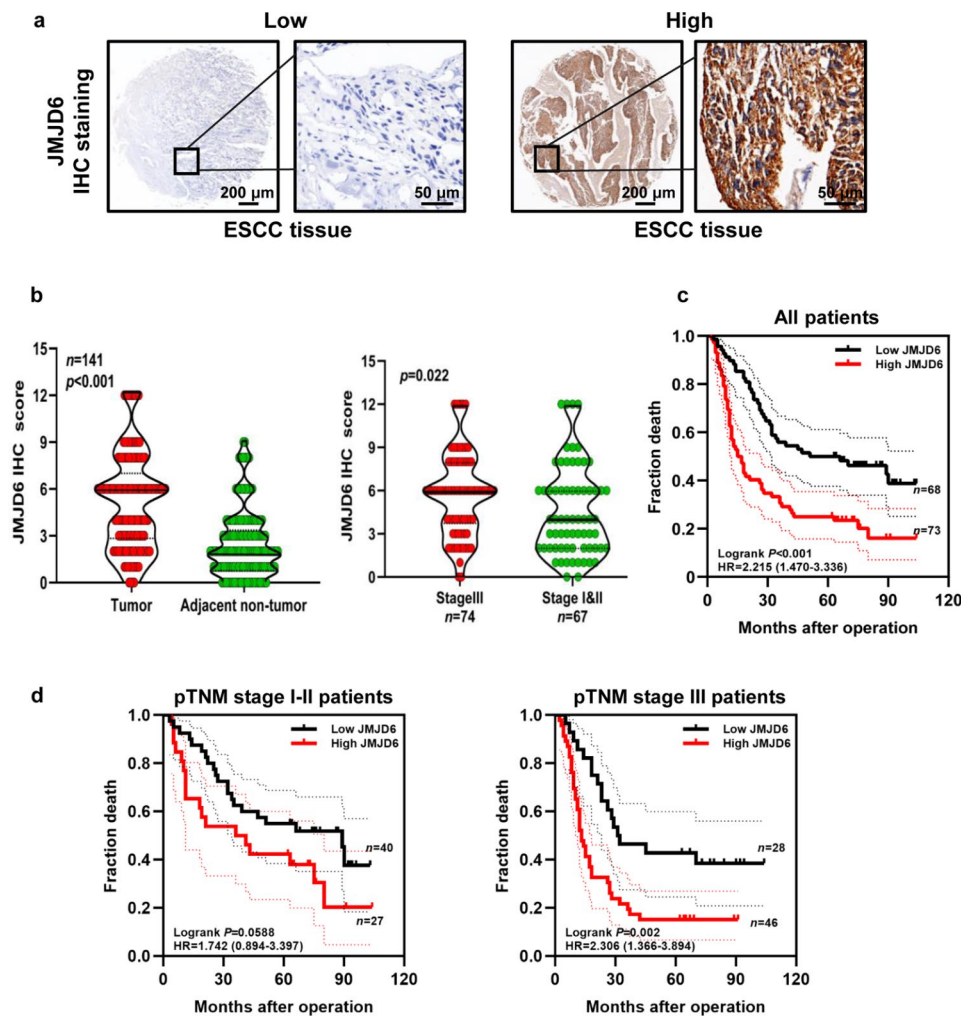 a
Low
High
JMJD6
IHC staining
200 µm
50 µm
200 µm
50 µm
ESCC tissue
ESCC tissue
b
15
12
9
6
3
0
JMJD6 IHC score
n=141
p<0.001
Tumor
Adjacent non-tumor
15
12
9
6
3
0
JMJD6 IHC score
p=0.022
StageIII
n=74
Stage I&II
n=67
c
All patients
1.0
0.8
0.6
0.4
0.2
0.0
Fraction death
Low JMJD6
High JMJD6
n=68
n=73
Logrank P<0.001
HR=2.215 (1.470-3.336)
0 30 60 90 120
Months after operation
d
pTNM stage I-II patients
1.0
0.8
0.6
0.4
0.2
0.0
Fraction death
Low JMJD6
High JMJD6
n=40
n=27
Logrank P=0.0588
HR=1.742 (0.894-3.397)
0 30 60 90 120
Months after operation
pTNM stage III patients
1.0
0.8
0.6
0.4
0.2
0.0
Fraction death
Low JMJD6
High JMJD6
n=28
n=46
Logrank P=0.002
HR=2.306 (1.366-3.894)
0 30 60 90 120
Months after operation